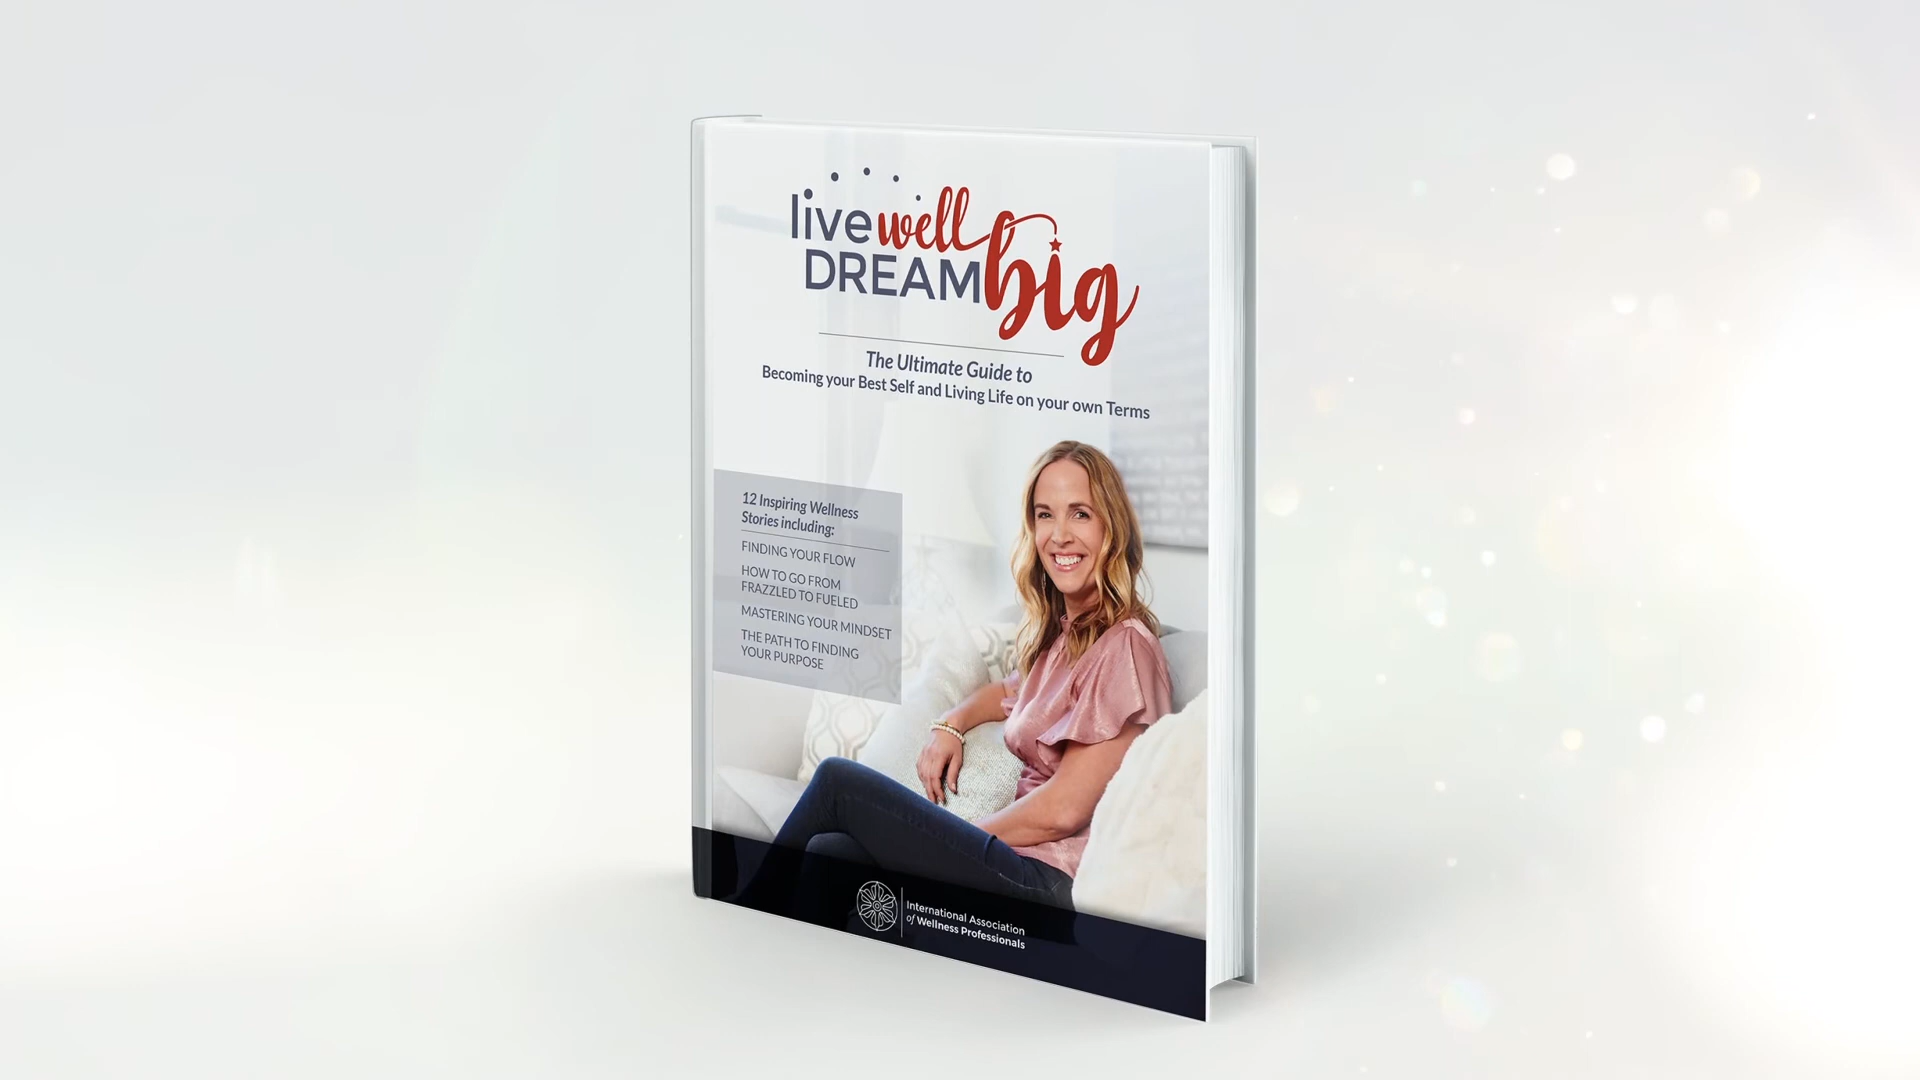 live well
DREAM big
The Ultimate Guide to
Becoming your Best Self and Living Life on your own Terms
12 Inspiring Wellness
Stories including:
FINDING YOUR FLOW
HOW TO GO FROM
FRAZZLED TO FUELED
MASTERING YOUR MINDSET
THE PATH TO FINDING
YOUR PURPOSE
International Association
of Wellness Professionals